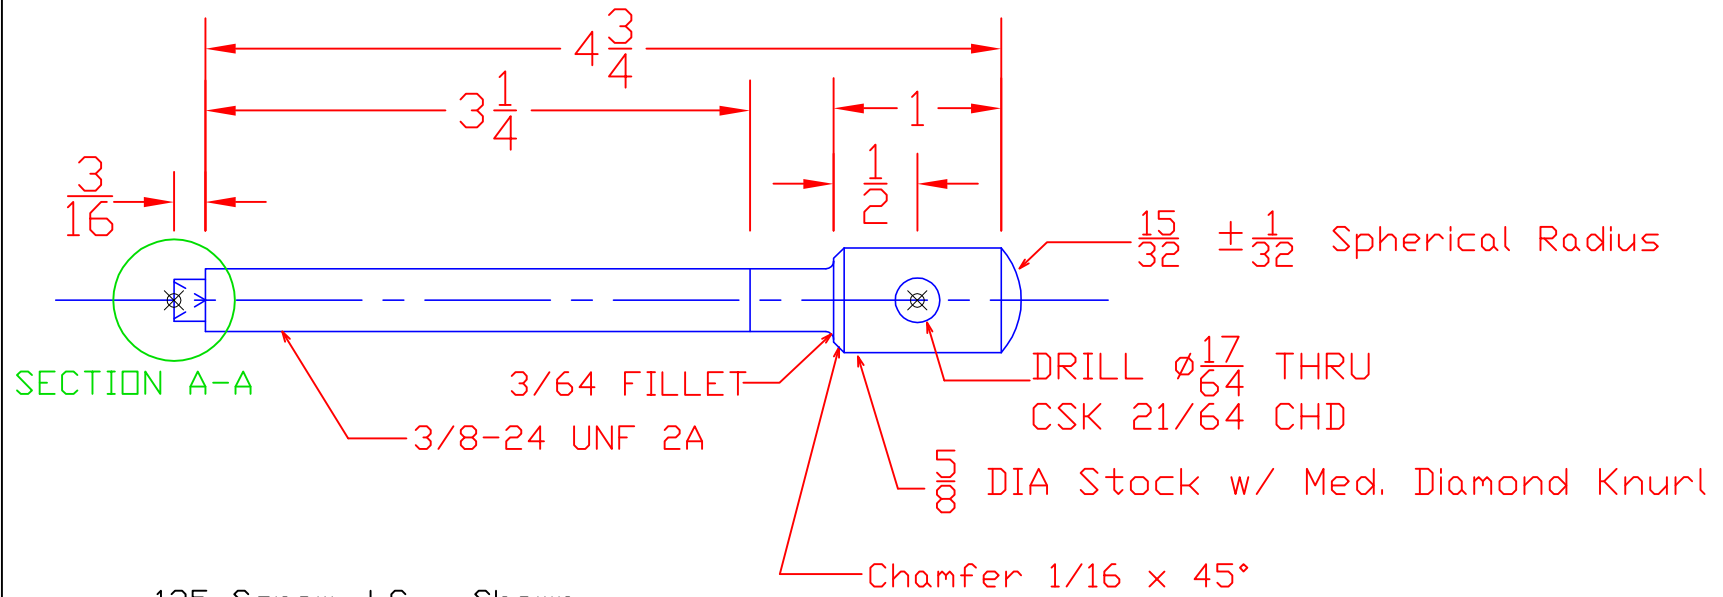 4 3/4
3 1/4
1
3/16
1/2
15/32 ± 1/32 Spherical Radius
SECTION A-A
3/64 FILLET
DRILL ⌀ 17/64 THRU
CSK 21/64 CHD
3/8-24 UNF 2A
5/8 DIA Stock w/ Med. Diamond Knurl
Chamfer 1/16 x 45°